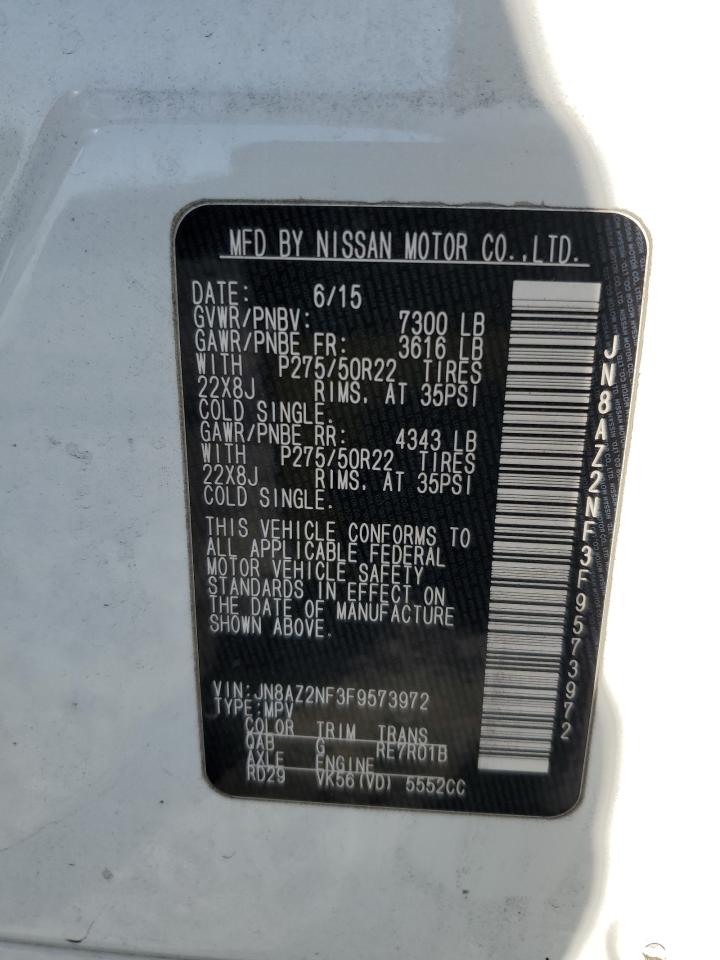 MFD BY NISSAN MOTOR CO.,LTD.
DATE: 6/15
GVWR/PNBV: 7300 LB
GAWR/PNBE FR: 3616 LB
WITH P275/50R22 TIRES
22X8J RIMS. AT 35PSI
COLD SINGLE.
GAWR/PNBE RR: 4343 LB
WITH P275/50R22 TIRES
22X8J RIMS. AT 35PSI
COLD SINGLE.
THIS VEHICLE CONFORMS TO
ALL APPLICABLE FEDERAL
MOTOR VEHICLE SAFETY
STANDARDS IN EFFECT ON
THE DATE OF MANUFACTURE
SHOWN ABOVE.
VIN:JN8AZ2NF3F9573972
TYPE:MPV
COLOR TRIM TRANS
QAB G RE7R01B
AXLE ENGINE
RD29 VK56(VD) 5552CC
JN8AZ2NF3F9573972